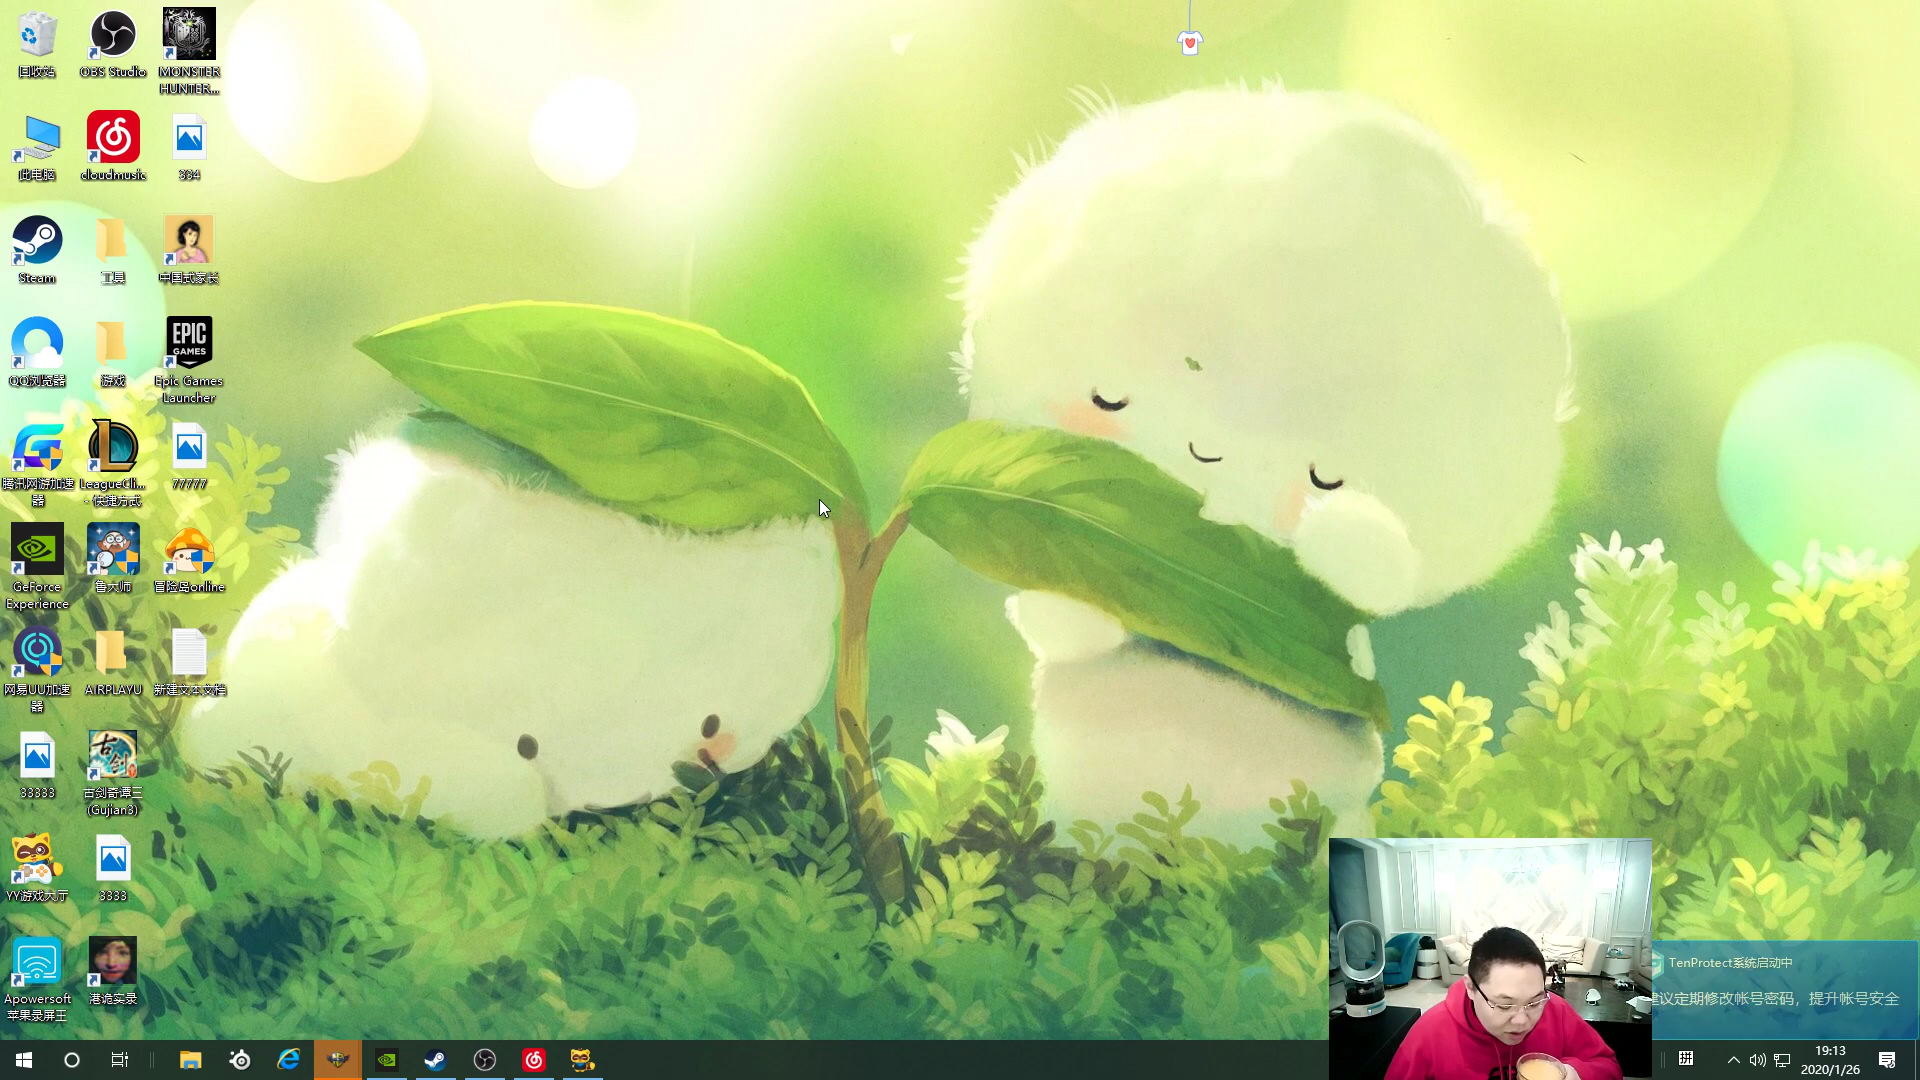 回收站
OBS Studio
MONSTER
HUNTER...
此电脑
cloudmusic
334
Steam
工具
中国式家长
QQ浏览器
游戏
EPIC
GAMES
Epic Games
Launcher
腾讯网游加速
器
LeagueCli...
- 快捷方式
77777
GeForce
Experience
鲁大师
冒险岛online
网易UU加速
器
AIRPLAYU
新建文本文档
33333
古剑
古剑奇谭三
(Gujian3)
YY游戏大厅
3333
Apowersoft
苹果录屏王
港诡实录
TenProtect系统启动中
建议定期修改帐号密码，提升帐号安全
拼
19:13
2020/1/26